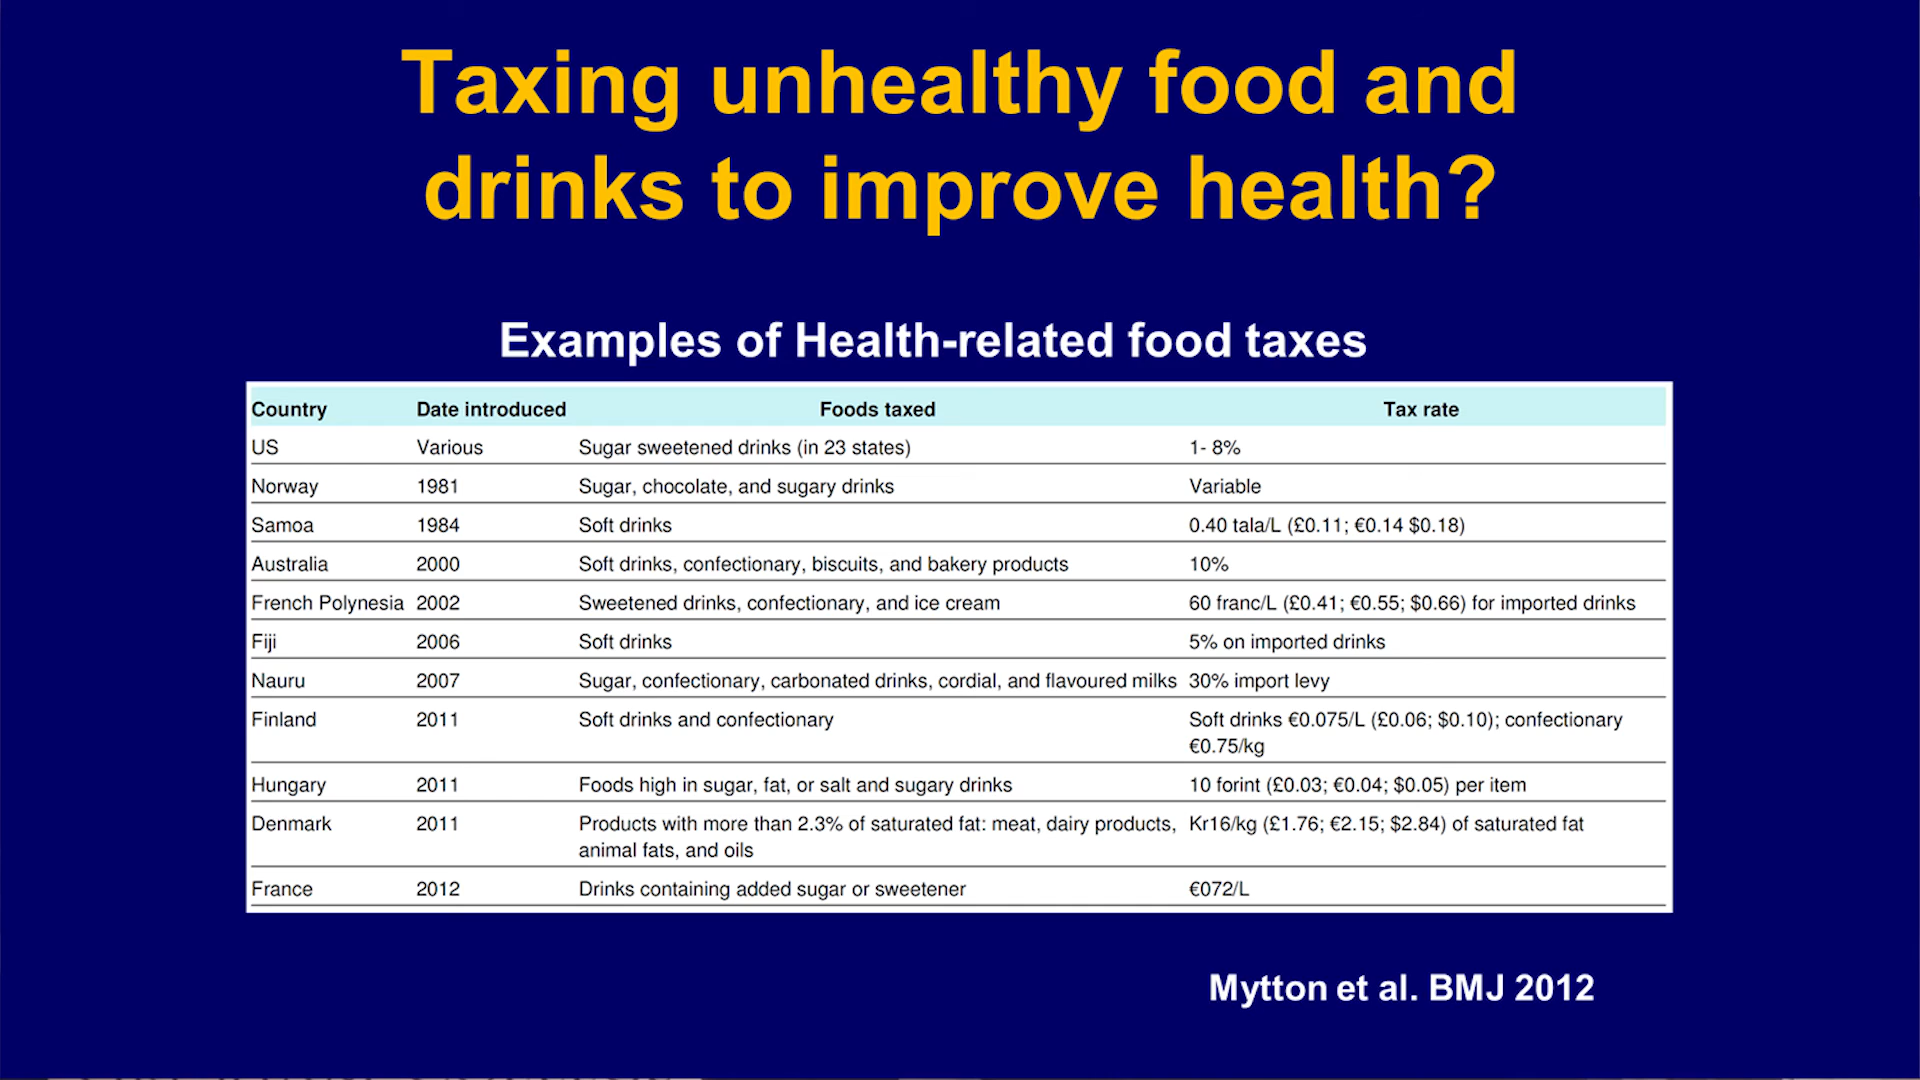 Taxing unhealthy food and
drinks to improve health?
Examples of Health-related food taxes
Country Date introduced Foods taxed Tax rate
US Various Sugar sweetened drinks (in 23 states) 1- 8%
Norway 1981 Sugar, chocolate, and sugary drinks Variable
Samoa 1984 Soft drinks 0.40 tala/L (£0.11; €0.14 $0.18)
Australia 2000 Soft drinks, confectionary, biscuits, and bakery products 10%
French Polynesia 2002 Sweetened drinks, confectionary, and ice cream 60 franc/L (£0.41; €0.55; $0.66) for imported drinks
Fiji 2006 Soft drinks 5% on imported drinks
Nauru 2007 Sugar, confectionary, carbonated drinks, cordial, and flavoured milks 30% import levy
Finland 2011 Soft drinks and confectionary Soft drinks €0.075/L (£0.06; $0.10); confectionary
€0.75/kg
Hungary 2011 Foods high in sugar, fat, or salt and sugary drinks 10 forint (£0.03; €0.04; $0.05) per item
Denmark 2011 Products with more than 2.3% of saturated fat: meat, dairy products, Kr16/kg (£1.76; €2.15; $2.84) of saturated fat
animal fats, and oils
France 2012 Drinks containing added sugar or sweetener €072/L
Mytton et al. BMJ 2012